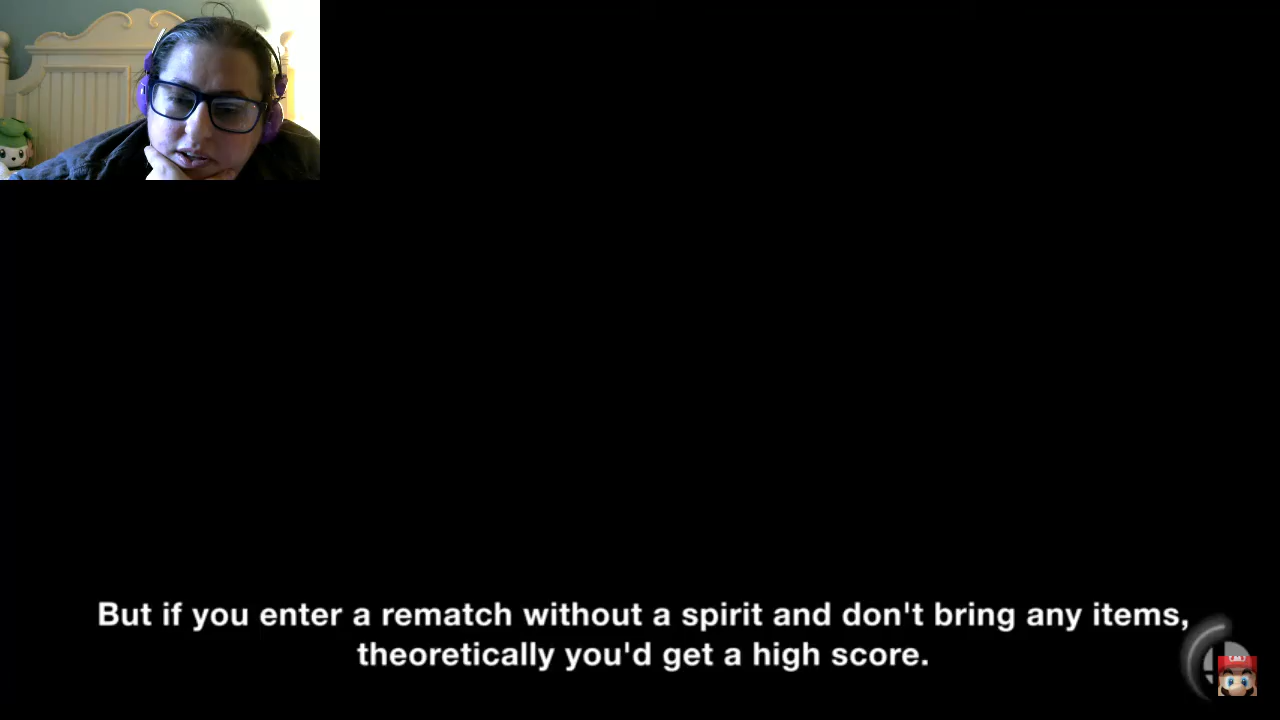 But if you enter a rematch without a spirit and don't bring any items,
theoretically you'd get a high score.